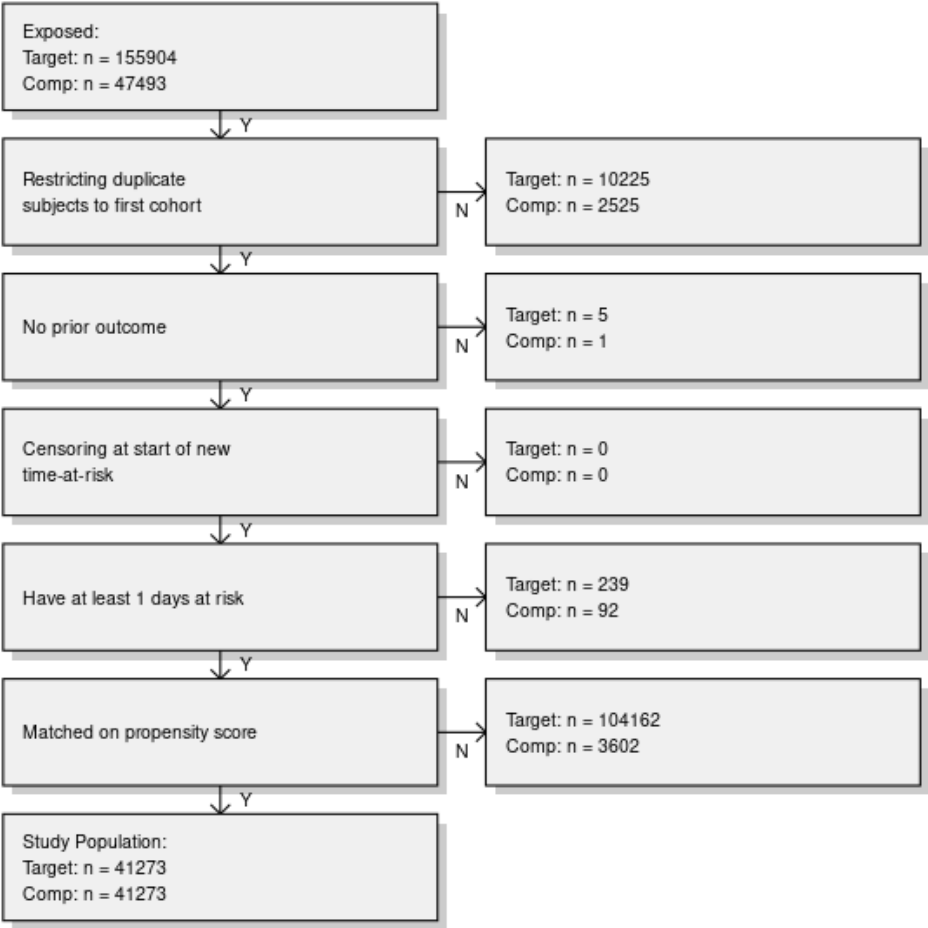 Exposed:
Target: n = 155904
Comp: n = 47493
Y
Restricting duplicate
subjects to first cohort
N
Target: n = 10225
Comp: n = 2525
Y
No prior outcome
N
Target: n = 5
Comp: n = 1
Y
Censoring at start of new
time-at-risk
N
Target: n = 0
Comp: n = 0
Y
Have at least 1 days at risk
N
Target: n = 239
Comp: n = 92
Y
Matched on propensity score
N
Target: n = 104162
Comp: n = 3602
Y
Study Population:
Target: n = 41273
Comp: n = 41273